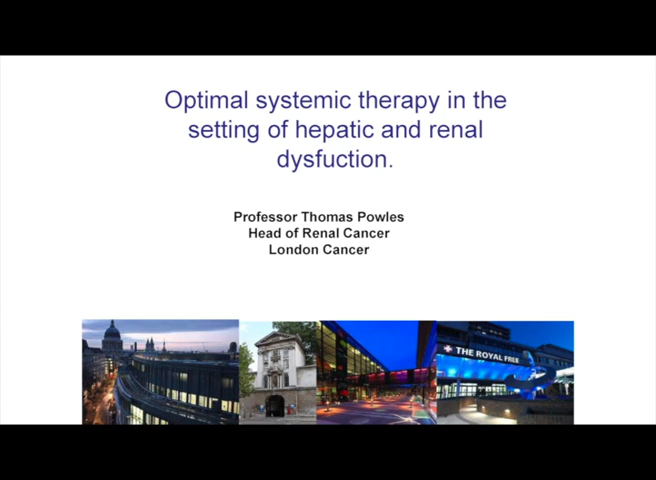 Optimal systemic therapy in the
setting of hepatic and renal
dysfuction.
Professor Thomas Powles
Head of Renal Cancer
London Cancer
THE ROYAL FREE